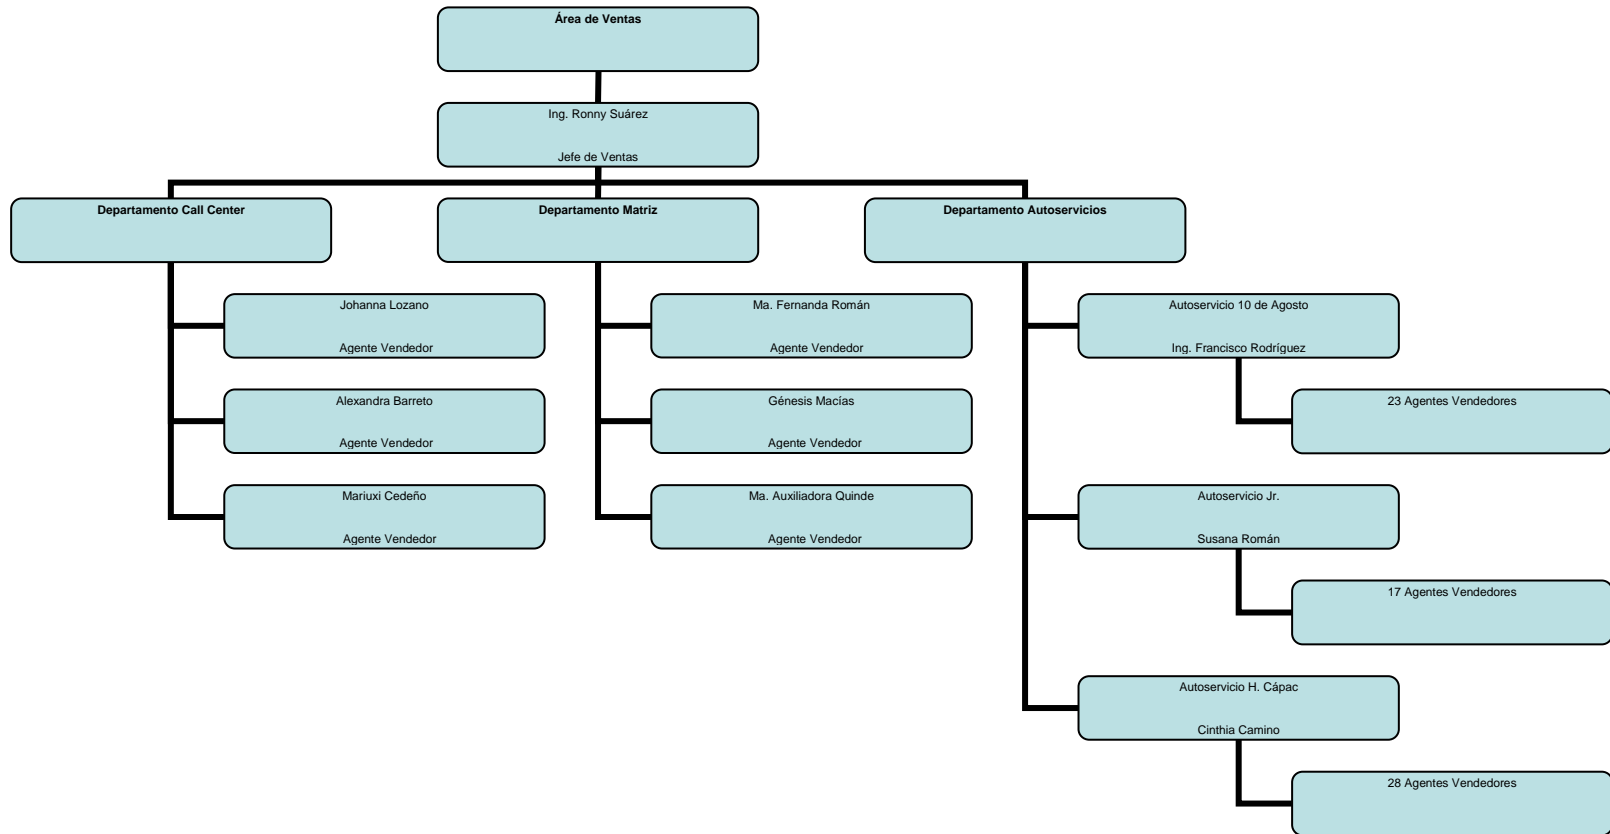 Área de Ventas
Ing. Ronny Suárez
Jefe de Ventas
Departamento Call Center
Departamento Matriz
Departamento Autoservicios
Johanna Lozano
Agente Vendedor
Alexandra Barreto
Agente Vendedor
Mariuxi Cedeño
Agente Vendedor
Ma. Fernanda Román
Agente Vendedor
Génesis Macías
Agente Vendedor
Ma. Auxiliadora Quinde
Agente Vendedor
Autoservicio 10 de Agosto
Ing. Francisco Rodríguez
23 Agentes Vendedores
Autoservicio Jr.
Susana Román
17 Agentes Vendedores
Autoservicio H. Cápac
Cinthia Camino
28 Agentes Vendedores